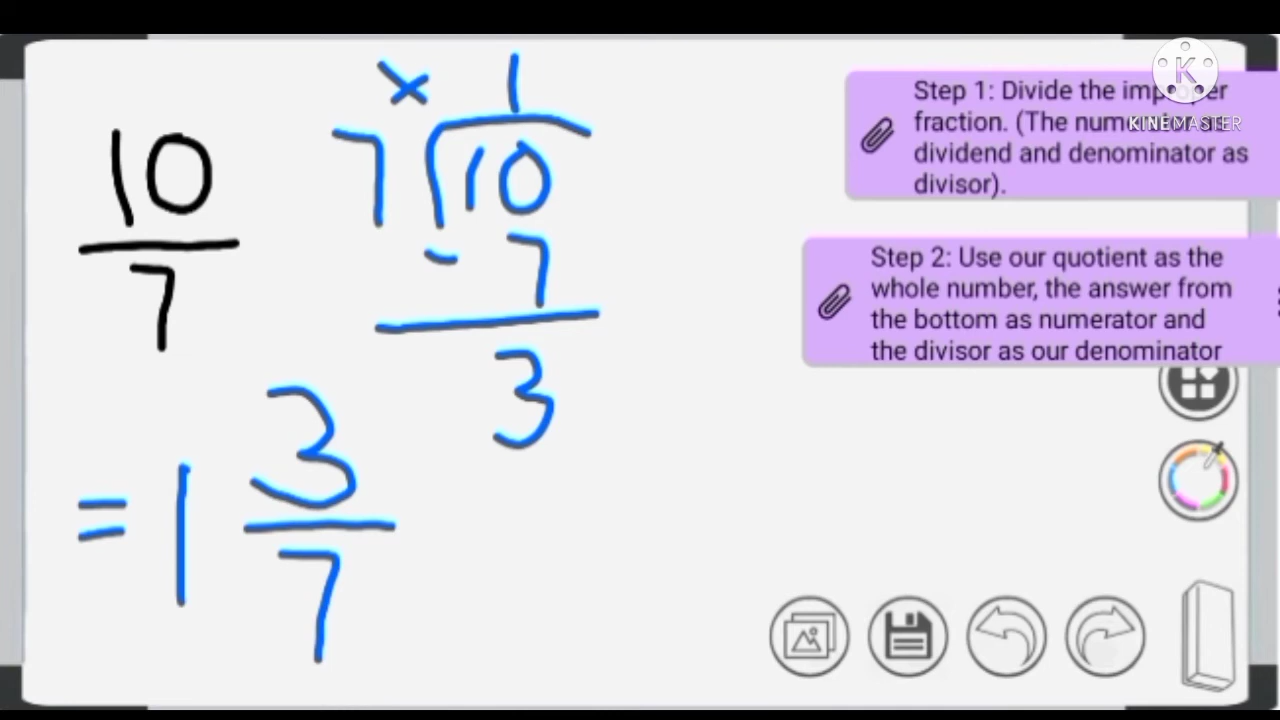 10
7
× 1
7 10
- 7
3
= 1 3
7
Step 1: Divide the improper
fraction. (The
dividend and denominator as
divisor).
Step 2: Use our quotient as the
whole number, the answer from
the bottom as numerator and
the divisor as our denominator
K
KINEMASTER